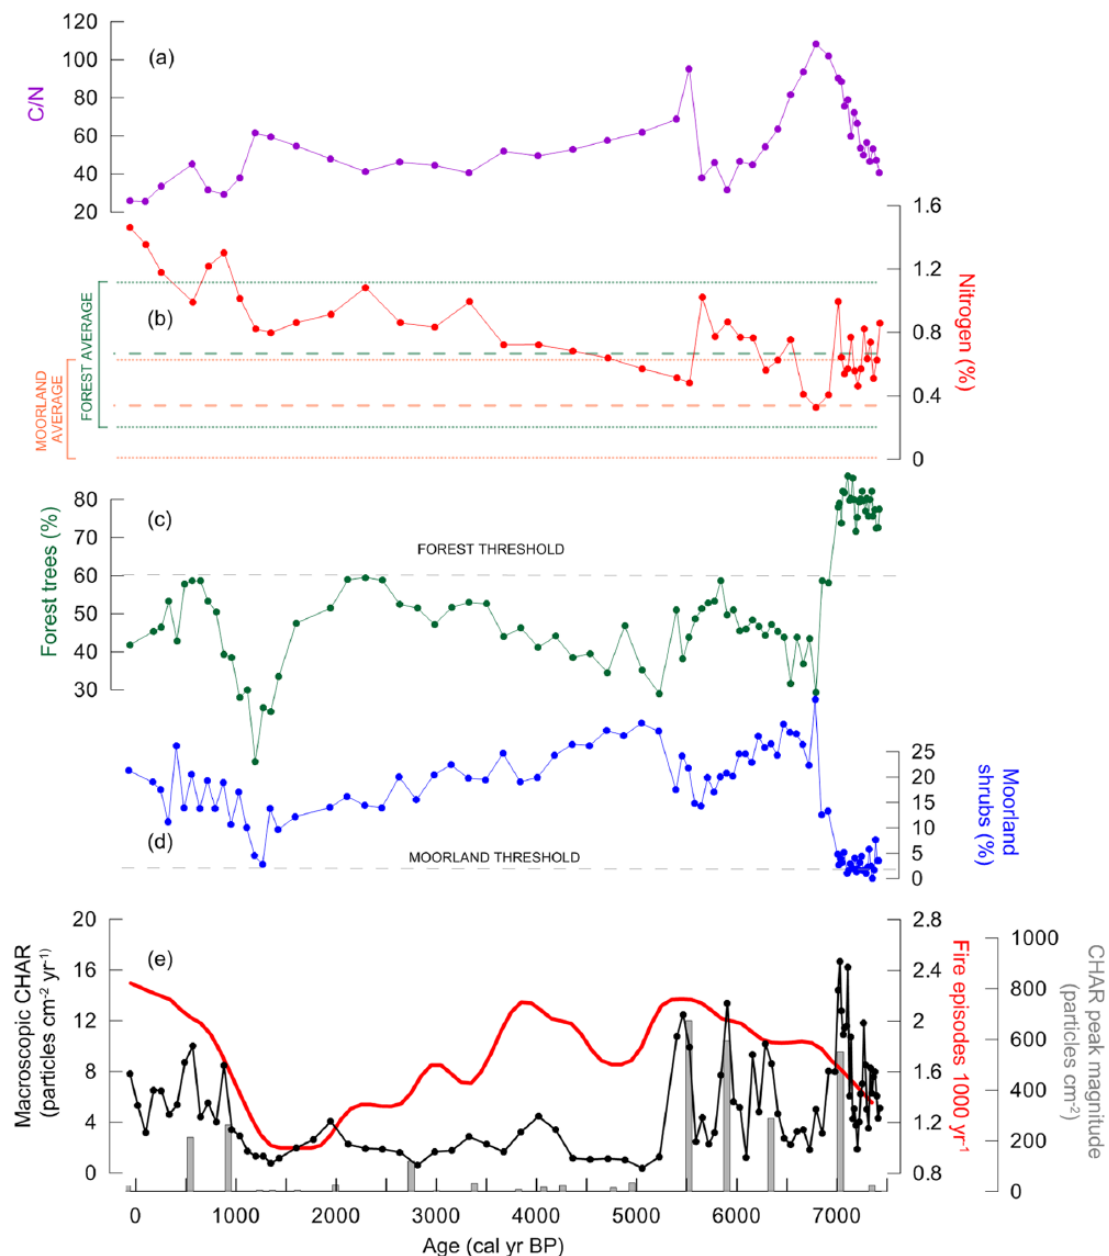 120
100
80
60
40
20
C/N
(a)
1.6
1.2
0.8
0.4
0
Nitrogen (%)
(b)
FOREST AVERAGE
MOORLAND
AVERAGE
80
70
60
50
40
30
Forest trees (%)
(c)
FOREST THRESHOLD
25
20
15
10
5
0
Moorland
shrubs (%)
(d)
MOORLAND THRESHOLD
20
16
12
8
4
0
Macroscopic CHAR
(particles cm-2 yr-1)
(e)
2.8
2.4
2
1.6
1.2
0.8
Fire episodes 1000 yr-1
1000
800
600
400
200
0
CHAR peak magnitude
(particles cm-2)
0 1000 2000 3000 4000 5000 6000 7000
Age (cal yr BP)